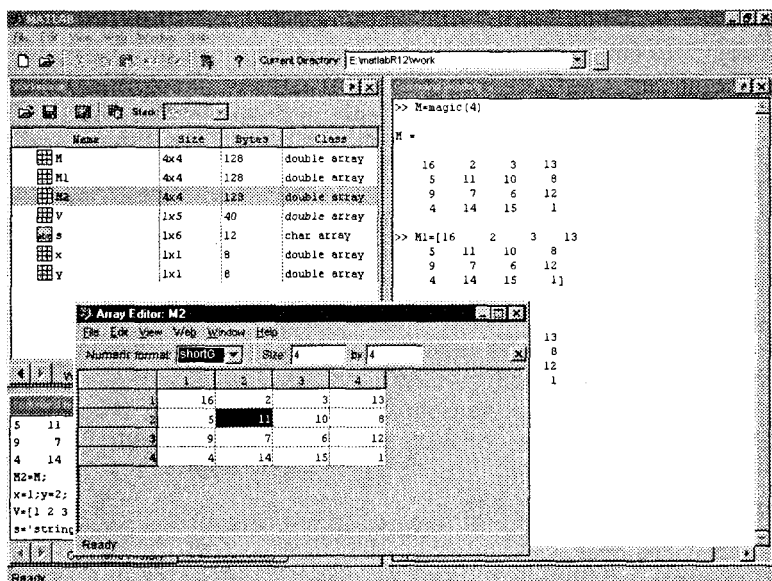 MATLAB
? Current Directory: E:\matlabR12\work
Stack:
Name Size Bytes Class
M 4x4 128 double array
M1 4x4 128 double array
M2 4x4 128 double array
V 1x5 40 double array
abc s 1x6 12 char array
x 1x1 8 double array
y 1x1 8 double array
>> M=magic(4)
M =
16 2 3 13
5 11 10 8
9 7 6 12
4 14 15 1
>> M1=[16 2 3 13
5 11 10 8
9 7 6 12
4 14 15 1]
13
8
12
1
Array Editor: M2
File Edit View Web Window Help
Numeric format: shortG Size: 4 by 4
1 2 3 4
1 16 2 3 13
2 5 11 10 8
3 9 7 6 12
4 4 14 15 1
Ready
W
5 11
9 7
4 14
M2=M;
x=1;y=2;
V=[1 2 3
s='string
Command History
Ready